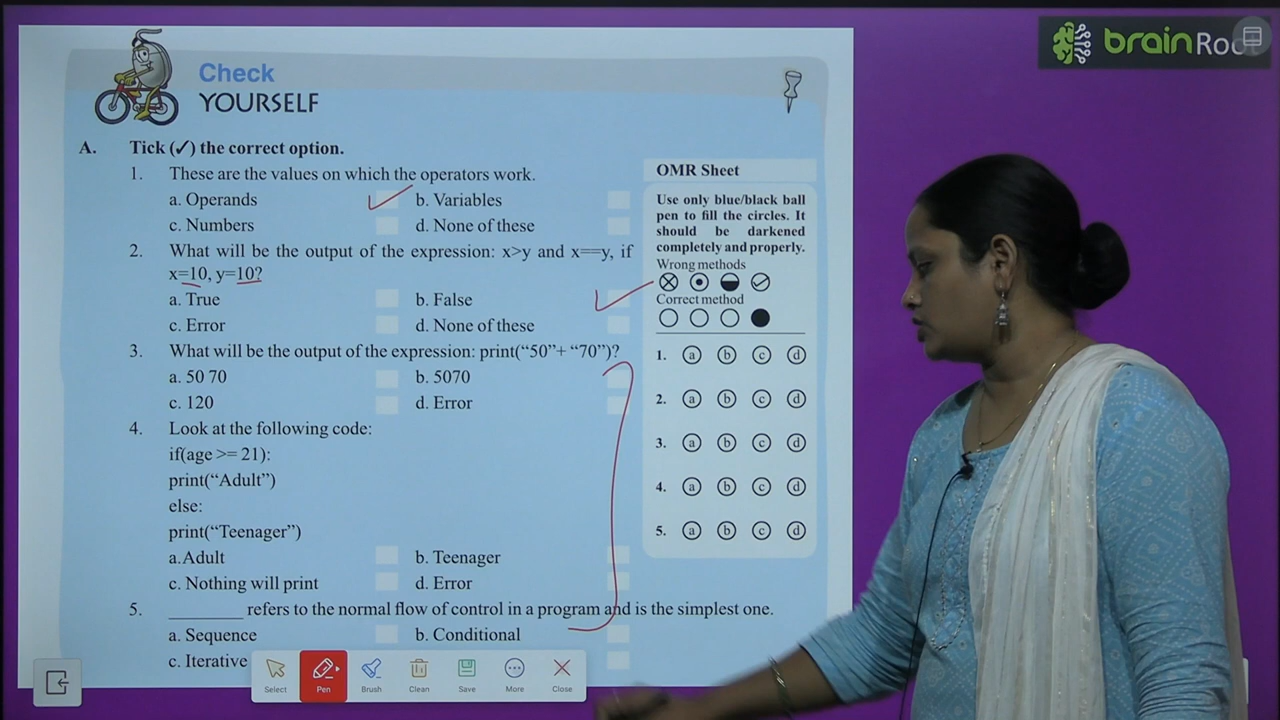 Check
YOURSELF
brainRoo
A. Tick (✓) the correct option.
1. These are the values on which the operators work.
a. Operands b. Variables
c. Numbers d. None of these
2. What will be the output of the expression: x>y and x==y, if
x=10, y=10?
a. True b. False
c. Error d. None of these
3. What will be the output of the expression: print(“50”+ “70”)?
a. 50 70 b. 5070
c. 120 d. Error
4. Look at the following code:
if(age >= 21):
print(“Adult”)
else:
print(“Teenager”)
a.Adult b. Teenager
c. Nothing will print d. Error
5. ________ refers to the normal flow of control in a program and is the simplest one.
a. Sequence b. Conditional
c. Iterative
OMR Sheet
Use only blue/black ball
pen to fill the circles. It
should be darkened
completely and properly.
Wrong methods
Correct method
1. a b c d
2. a b c d
3. a b c d
4. a b c d
5. a b c d
Select Pen Brush Clean Save More Close